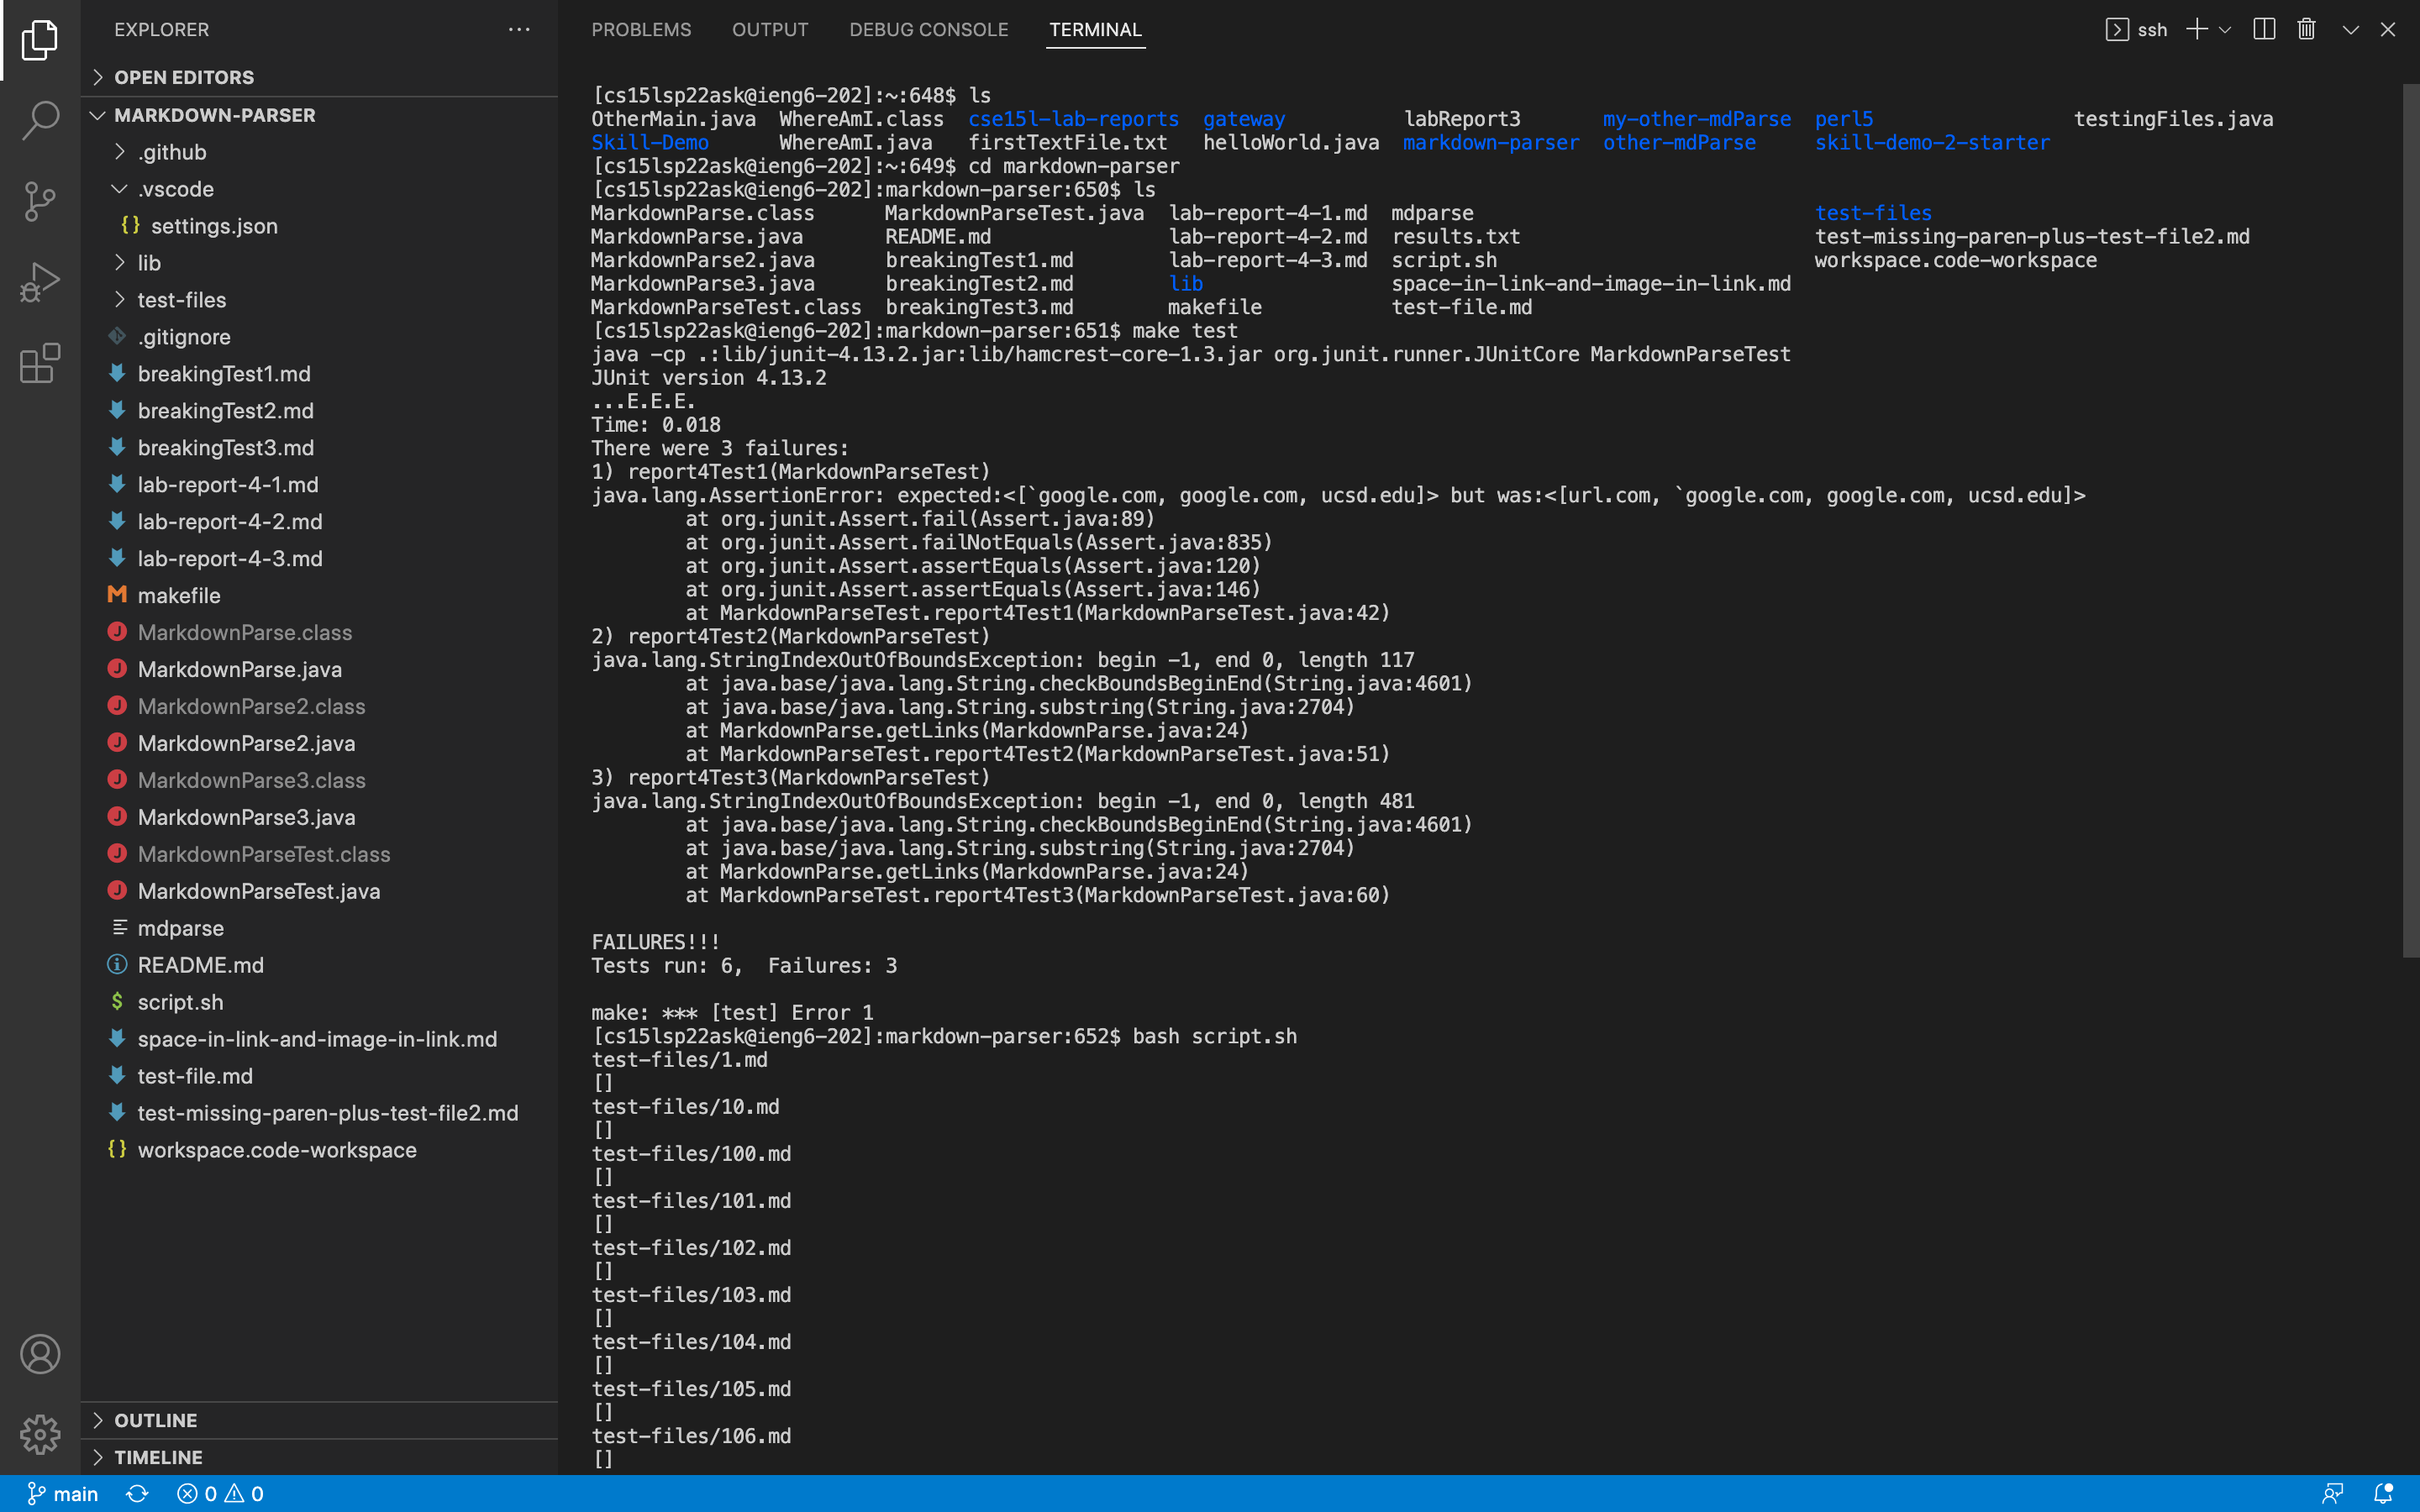 EXPLORER
OPEN EDITORS
MARKDOWN-PARSER
.github
.vscode
{} settings.json
lib
test-files
.gitignore
breakingTest1.md
breakingTest2.md
breakingTest3.md
lab-report-4-1.md
lab-report-4-2.md
lab-report-4-3.md
M makefile
J MarkdownParse.class
J MarkdownParse.java
J MarkdownParse2.class
J MarkdownParse2.java
J MarkdownParse3.class
J MarkdownParse3.java
J MarkdownParseTest.class
J MarkdownParseTest.java
mdparse
README.md
$ script.sh
space-in-link-and-image-in-link.md
test-file.md
test-missing-paren-plus-test-file2.md
{} workspace.code-workspace
OUTLINE
TIMELINE
PROBLEMS OUTPUT DEBUG CONSOLE TERMINAL
ssh
[cs15lsp22ask@ieng6-202]:~:648$ ls
OtherMain.java WhereAmI.class cse15l-lab-reports gateway labReport3 my-other-mdParse perl5 testingFiles.java
Skill-Demo WhereAmI.java firstTextFile.txt helloWorld.java markdown-parser other-mdParse skill-demo-2-starter
[cs15lsp22ask@ieng6-202]:~:649$ cd markdown-parser
[cs15lsp22ask@ieng6-202]:markdown-parser:650$ ls
MarkdownParse.class MarkdownParseTest.java lab-report-4-1.md mdparse test-files
MarkdownParse.java README.md lab-report-4-2.md results.txt test-missing-paren-plus-test-file2.md
MarkdownParse2.java breakingTest1.md lab-report-4-3.md script.sh workspace.code-workspace
MarkdownParse3.java breakingTest2.md lib space-in-link-and-image-in-link.md
MarkdownParseTest.class breakingTest3.md makefile test-file.md
[cs15lsp22ask@ieng6-202]:markdown-parser:651$ make test
java -cp .:lib/junit-4.13.2.jar:lib/hamcrest-core-1.3.jar org.junit.runner.JUnitCore MarkdownParseTest
JUnit version 4.13.2
...E.E.E.
Time: 0.018
There were 3 failures:
1) report4Test1(MarkdownParseTest)
java.lang.AssertionError: expected:<[`google.com, google.com, ucsd.edu]> but was:<[url.com, `google.com, google.com, ucsd.edu]>
at org.junit.Assert.fail(Assert.java:89)
at org.junit.Assert.failNotEquals(Assert.java:835)
at org.junit.Assert.assertEquals(Assert.java:120)
at org.junit.Assert.assertEquals(Assert.java:146)
at MarkdownParseTest.report4Test1(MarkdownParseTest.java:42)
2) report4Test2(MarkdownParseTest)
java.lang.StringIndexOutOfBoundsException: begin -1, end 0, length 117
at java.base/java.lang.String.checkBoundsBeginEnd(String.java:4601)
at java.base/java.lang.String.substring(String.java:2704)
at MarkdownParse.getLinks(MarkdownParse.java:24)
at MarkdownParseTest.report4Test2(MarkdownParseTest.java:51)
3) report4Test3(MarkdownParseTest)
java.lang.StringIndexOutOfBoundsException: begin -1, end 0, length 481
at java.base/java.lang.String.checkBoundsBeginEnd(String.java:4601)
at java.base/java.lang.String.substring(String.java:2704)
at MarkdownParse.getLinks(MarkdownParse.java:24)
at MarkdownParseTest.report4Test3(MarkdownParseTest.java:60)
FAILURES!!!
Tests run: 6,  Failures: 3
make: *** [test] Error 1
[cs15lsp22ask@ieng6-202]:markdown-parser:652$ bash script.sh
test-files/1.md
[]
test-files/10.md
[]
test-files/100.md
[]
test-files/101.md
[]
test-files/102.md
[]
test-files/103.md
[]
test-files/104.md
[]
test-files/105.md
[]
test-files/106.md
[]
main 0 0